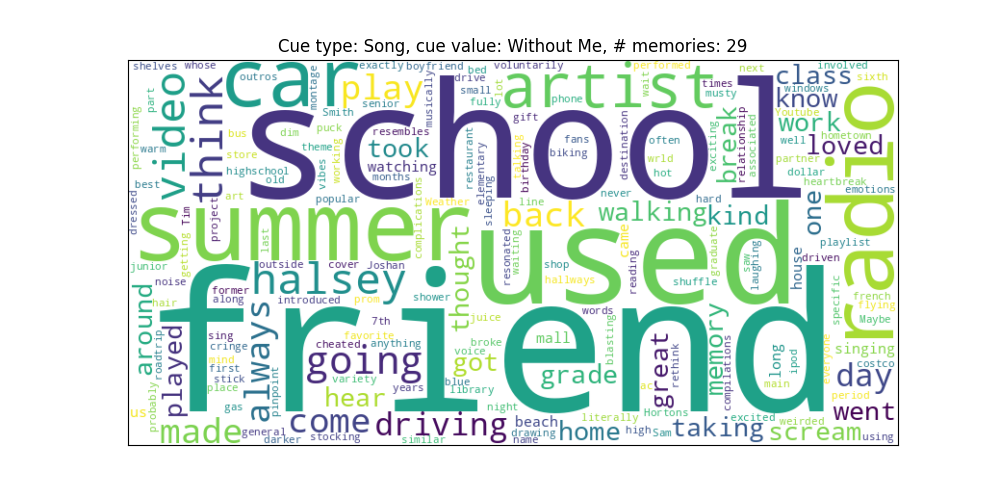 Cue type: Song, cue value: Without Me, # memories: 29
shelves whose outros montage exactly boyfriend bed voluntarily performed next involved
car play artist class sixth
performing part video think Smith senior musically drive small fully lot phone wait times musty windows know Youtube radio
school
warm bus dim puck resembles took watching months gift fans biking destination often wrld hot exciting break relationship associated work well hometown loved
store theme vibes working restaurant elementary birthday talking partner dollar
highschool old popular sleeping never hard heartbreak
best art complications Weather line emotions
dressed project Tim summer back walking kind one
getting last thought resonated waiting came used graduate saw laughing playlist
junior outside cover Joshan shop reading house driven
noise halsey hallways shuffle french
hair former along introduced prom shower words specific flying
around always 7th juice Maybe
sing cheated favorite anything broke mall blasting great memory long ipod singing
roadtrip cringe mind first stick place friend going voice got rethink compilations costco
played variety blue grade ac main everyone day
us gas pinpoint hear years library night literally Hortons excited period went
probably made come driving beach home high Sam taking weirded scream using
general darker stocking similar name drawing